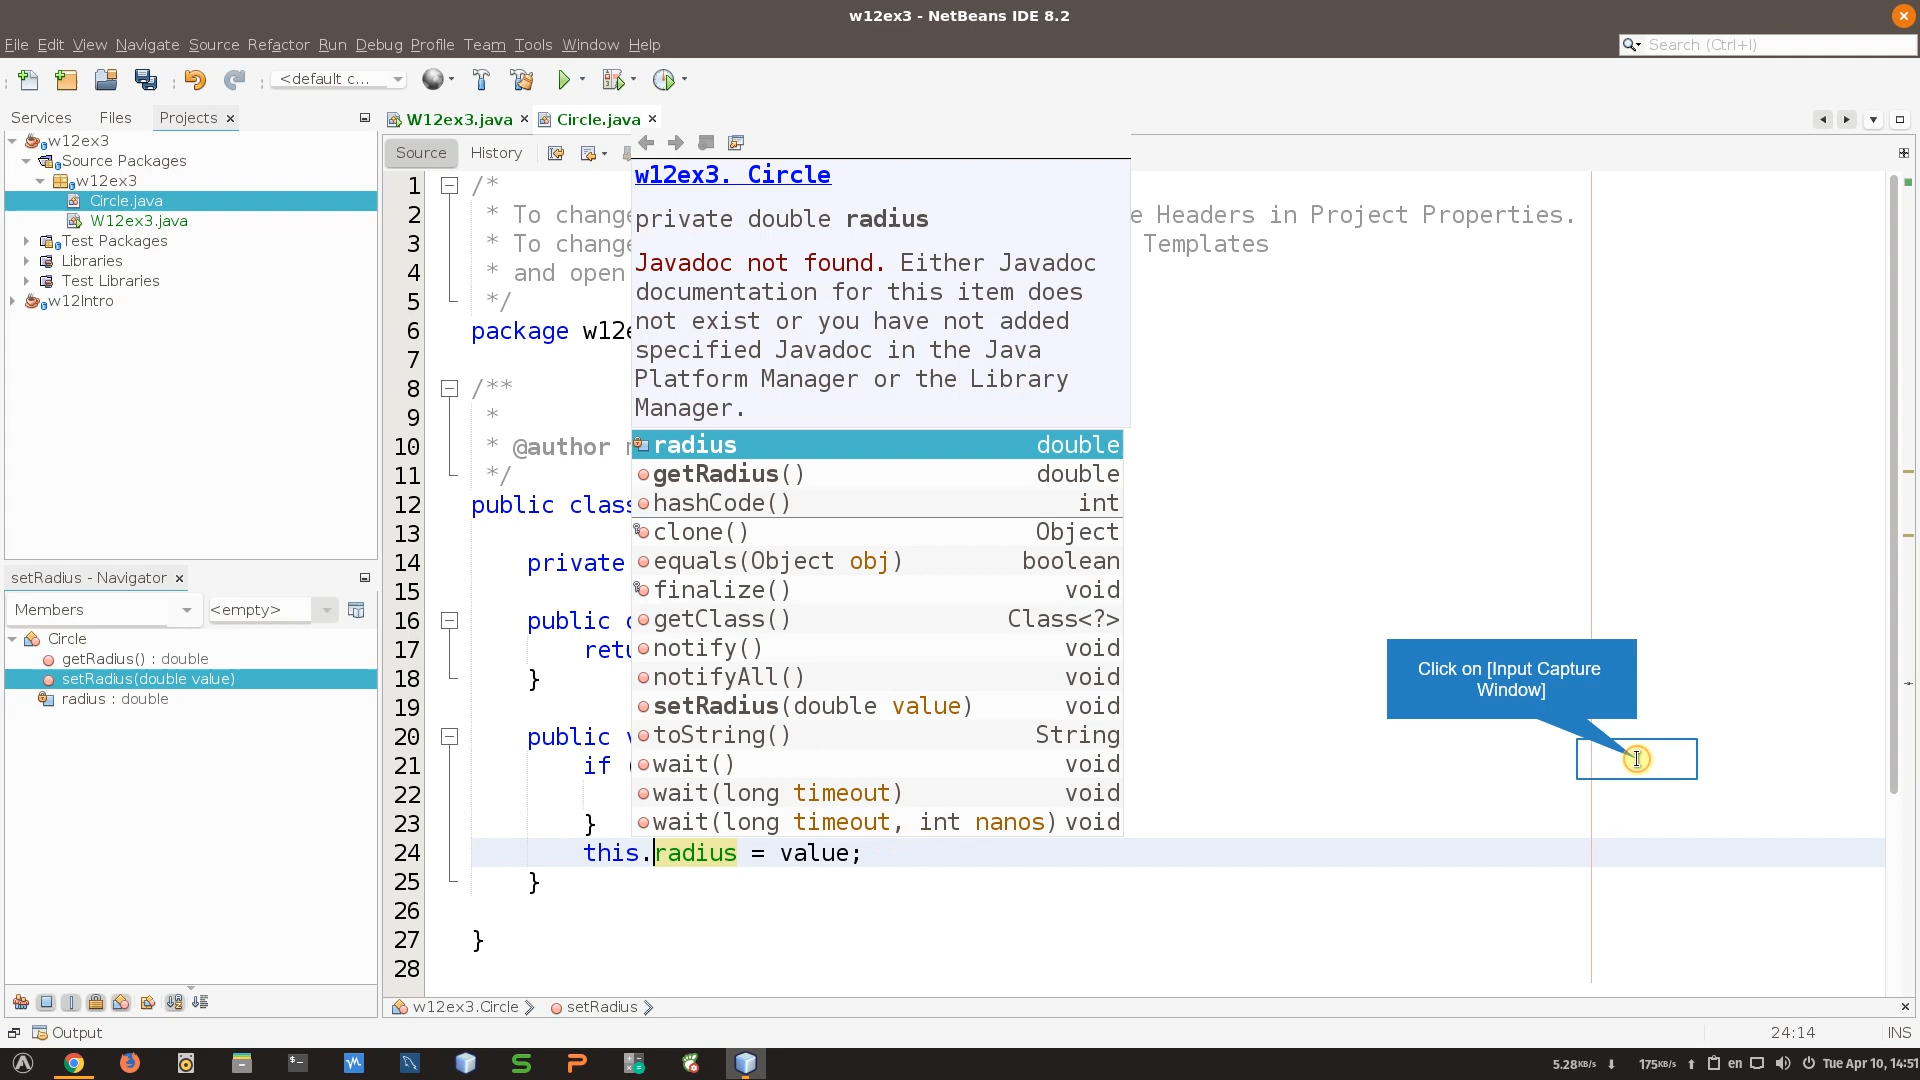 w12ex3 - NetBeans IDE 8.2
File Edit View Navigate Source Refactor Run Debug Profile Team Tools Window Help
Search (Ctrl+I)
<default c...
Services Files Projects
W12ex3.java Circle.java
w12ex3
Source Packages
w12ex3
Circle.java
W12ex3.java
Test Packages
Libraries
Test Libraries
w12Intro
Source History
1 /*
2 * To change e Headers in Project Properties.
3 * To change Templates
4 * and open
5 */
6 package w12e
7
8 /**
9 *
10 * @author
11 */
12 public class
13
14 private
15
16 public
17 retu
18 }
19
20 public
21 if
22
23 }
24 this.radius = value;
25 }
26
27 }
28
w12ex3. Circle
private double radius
Javadoc not found. Either Javadoc
documentation for this item does
not exist or you have not added
specified Javadoc in the Java
Platform Manager or the Library
Manager.
radius double
getRadius() double
hashCode() int
clone() Object
equals(Object obj) boolean
finalize() void
getClass() Class<?>
notify() void
notifyAll() void
setRadius(double value) void
toString() String
wait() void
wait(long timeout) void
wait(long timeout, int nanos) void
Click on [Input Capture
Window]
setRadius - Navigator
Members <empty>
Circle
getRadius() : double
setRadius(double value)
radius : double
w12ex3.Circle setRadius
Output
24:14 INS
5.28KB/s 175KB/s en Tue Apr 10, 14:51